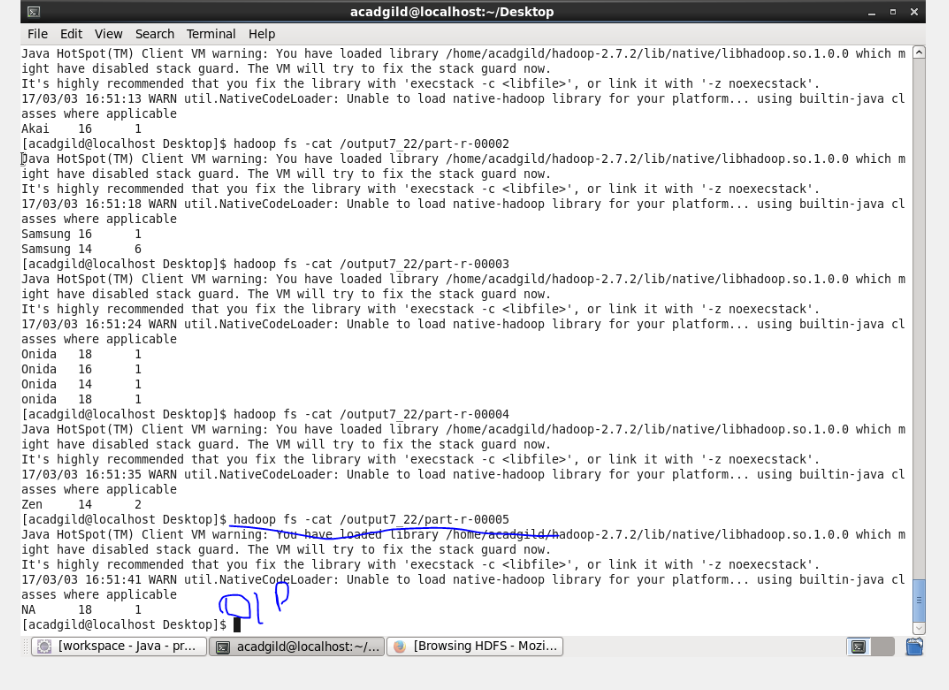 acadgild@localhost:~/Desktop
File Edit View Search Terminal Help
Java HotSpot(TM) Client VM warning: You have loaded library /home/acadgild/hadoop-2.7.2/lib/native/libhadoop.so.1.0.0 which m
ight have disabled stack guard. The VM will try to fix the stack guard now.
It's highly recommended that you fix the library with 'execstack -c <libfile>', or link it with '-z noexecstack'.
17/03/03 16:51:13 WARN util.NativeCodeLoader: Unable to load native-hadoop library for your platform... using builtin-java cl
asses where applicable
Akai 16 1
[acadgild@localhost Desktop]$ hadoop fs -cat /output7_22/part-r-00002
Java HotSpot(TM) Client VM warning: You have loaded library /home/acadgild/hadoop-2.7.2/lib/native/libhadoop.so.1.0.0 which m
ight have disabled stack guard. The VM will try to fix the stack guard now.
It's highly recommended that you fix the library with 'execstack -c <libfile>', or link it with '-z noexecstack'.
17/03/03 16:51:18 WARN util.NativeCodeLoader: Unable to load native-hadoop library for your platform... using builtin-java cl
asses where applicable
Samsung 16 1
Samsung 14 6
[acadgild@localhost Desktop]$ hadoop fs -cat /output7_22/part-r-00003
Java HotSpot(TM) Client VM warning: You have loaded library /home/acadgild/hadoop-2.7.2/lib/native/libhadoop.so.1.0.0 which m
ight have disabled stack guard. The VM will try to fix the stack guard now.
It's highly recommended that you fix the library with 'execstack -c <libfile>', or link it with '-z noexecstack'.
17/03/03 16:51:24 WARN util.NativeCodeLoader: Unable to load native-hadoop library for your platform... using builtin-java cl
asses where applicable
Onida 18 1
Onida 16 1
Onida 14 1
onida 18 1
[acadgild@localhost Desktop]$ hadoop fs -cat /output7_22/part-r-00004
Java HotSpot(TM) Client VM warning: You have loaded library /home/acadgild/hadoop-2.7.2/lib/native/libhadoop.so.1.0.0 which m
ight have disabled stack guard. The VM will try to fix the stack guard now.
It's highly recommended that you fix the library with 'execstack -c <libfile>', or link it with '-z noexecstack'.
17/03/03 16:51:35 WARN util.NativeCodeLoader: Unable to load native-hadoop library for your platform... using builtin-java cl
asses where applicable
Zen 14 2
[acadgild@localhost Desktop]$ hadoop fs -cat /output7_22/part-r-00005
Java HotSpot(TM) Client VM warning: You have loaded library /home/acadgild/hadoop-2.7.2/lib/native/libhadoop.so.1.0.0 which m
ight have disabled stack guard. The VM will try to fix the stack guard now.
It's highly recommended that you fix the library with 'execstack -c <libfile>', or link it with '-z noexecstack'.
17/03/03 16:51:41 WARN util.NativeCodeLoader: Unable to load native-hadoop library for your platform... using builtin-java cl
asses where applicable
NA 18 1
[acadgild@localhost Desktop]$
[workspace - Java - pr... acadgild@localhost:~/... [Browsing HDFS - Mozi...